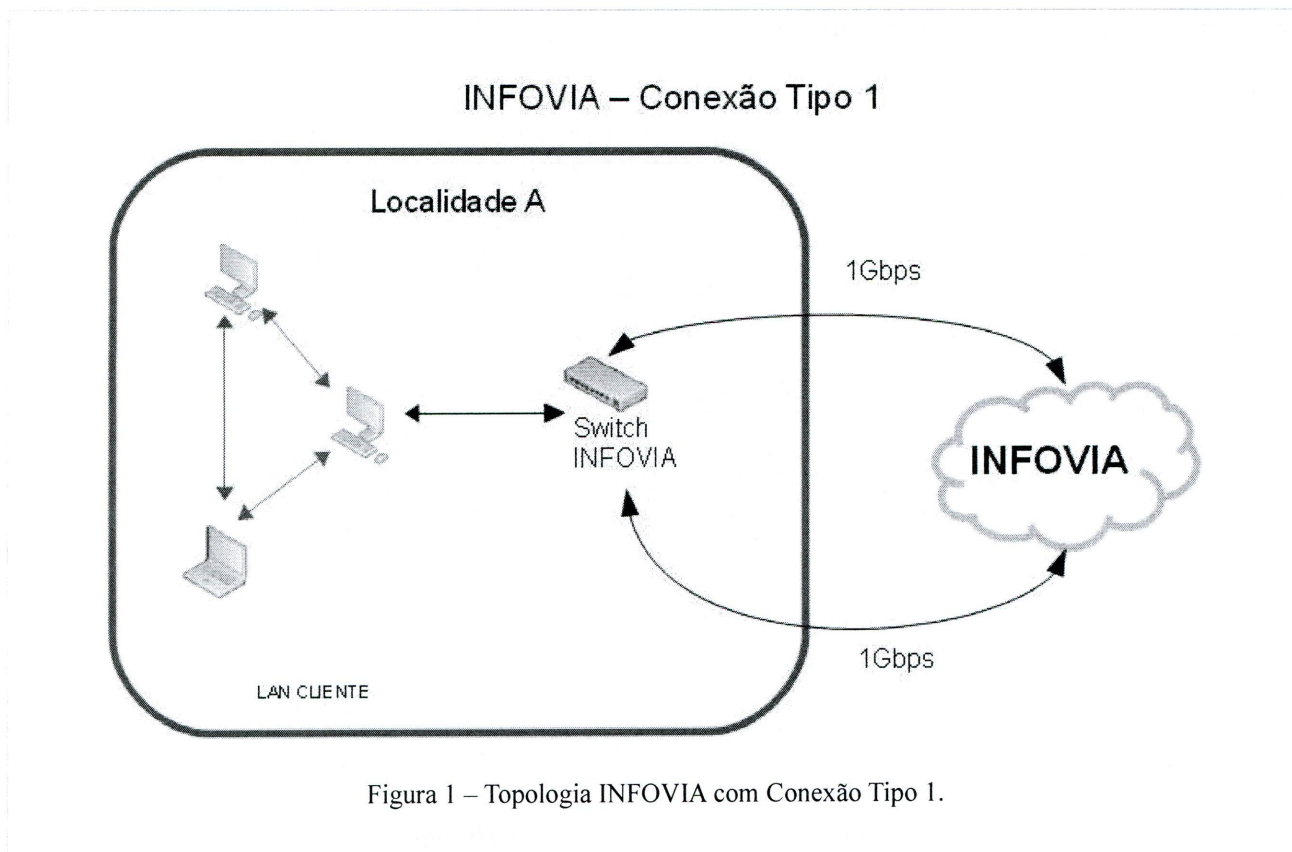 INFOVIA – Conexão Tipo 1
Localidade A
1Gbps
Switch
INFOVIA
INFOVIA
1Gbps
LAN CLIENTE
Figura 1 – Topologia INFOVIA com Conexão Tipo 1.